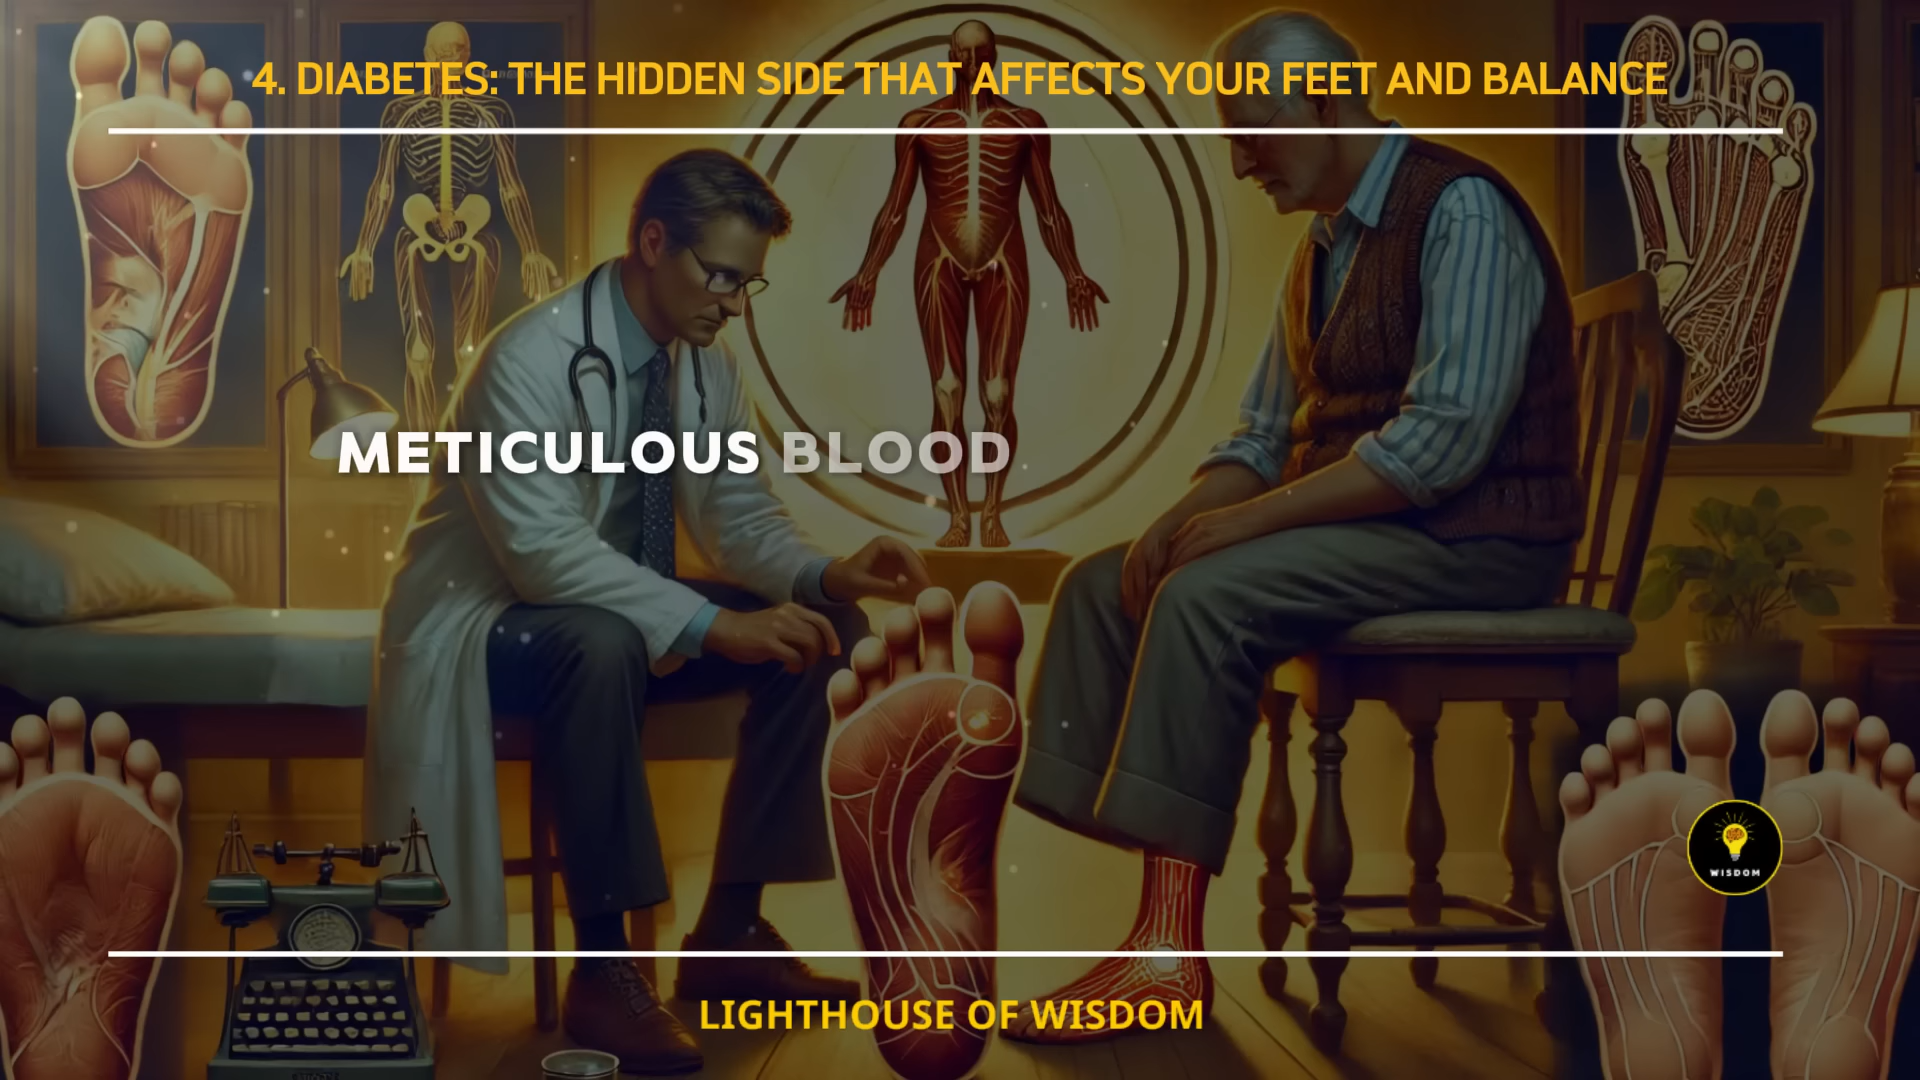 4. DIABETES: THE HIDDEN SIDE THAT AFFECTS YOUR FEET AND BALANCE
METICULOUS BLOOD
WISDOM
LIGHTHOUSE OF WISDOM